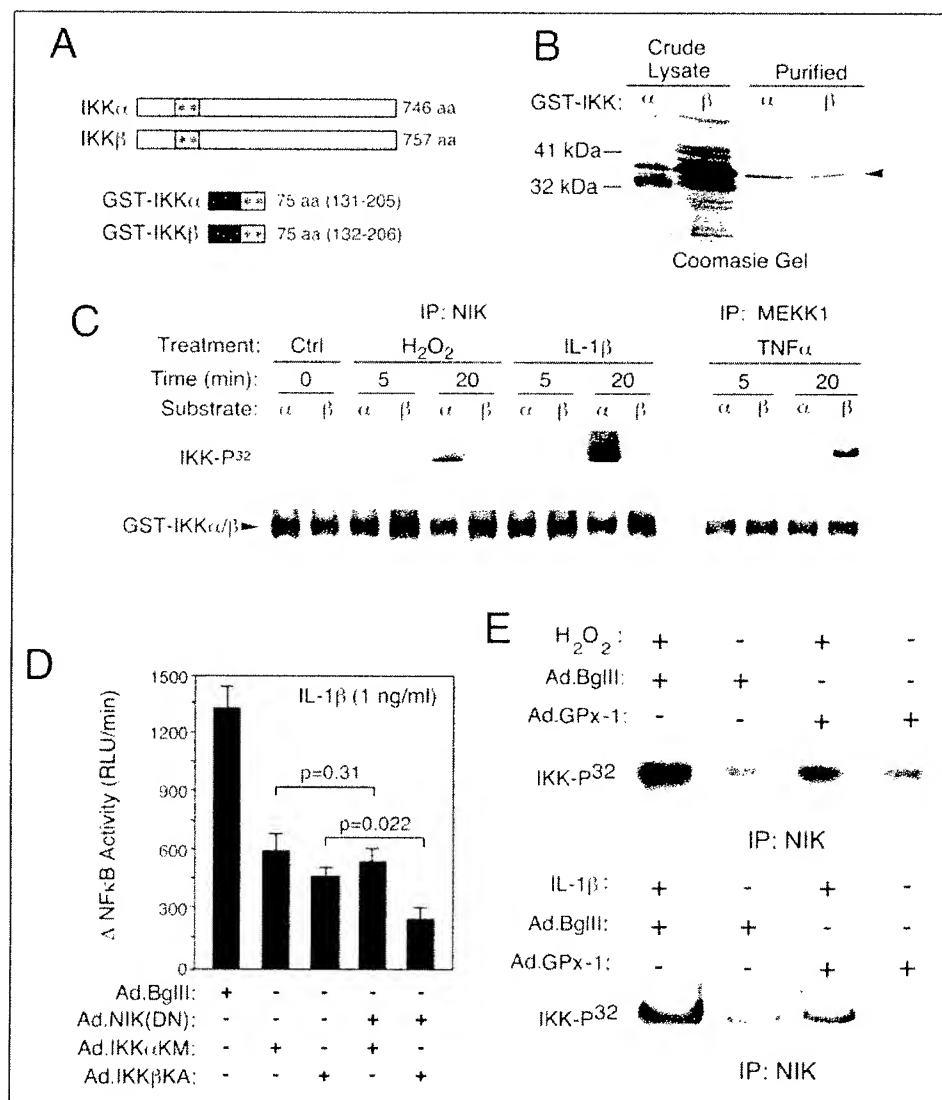 A
IKKα ** 746 aa
IKKβ ** 757 aa
GST-IKKα ** 75 aa (131-205)
GST-IKKβ ** 75 aa (132-206)
B
Crude Lysate Purified
GST-IKK: α β α β
41 kDa
32 kDa
Coomasie Gel
C
IP: NIK IP: MEKK1
Treatment: Ctrl H2O2 IL-1β TNFα
Time (min): 0 5 20 5 20 5 20
Substrate: α β α β α β α β α β α β α β
IKK-P32
GST-IKKα/β
D
Δ NFκB Activity (RLU/min)
1500
1200
900
600
300
0
IL-1β (1 ng/ml)
p=0.31
p=0.022
Ad.BglII: + - - - -
Ad.NIK(DN): - - - + +
Ad.IKKαKM: - + - + -
Ad.IKKβKA: - - + - +
E
H2O2 : + - + -
Ad.BglII: + + - -
Ad.GPx-1: - - + +
IKK-P32
IP: NIK
IL-1β : + - + -
Ad.BglII: + + - -
Ad.GPx-1: - - + +
IKK-P32
IP: NIK